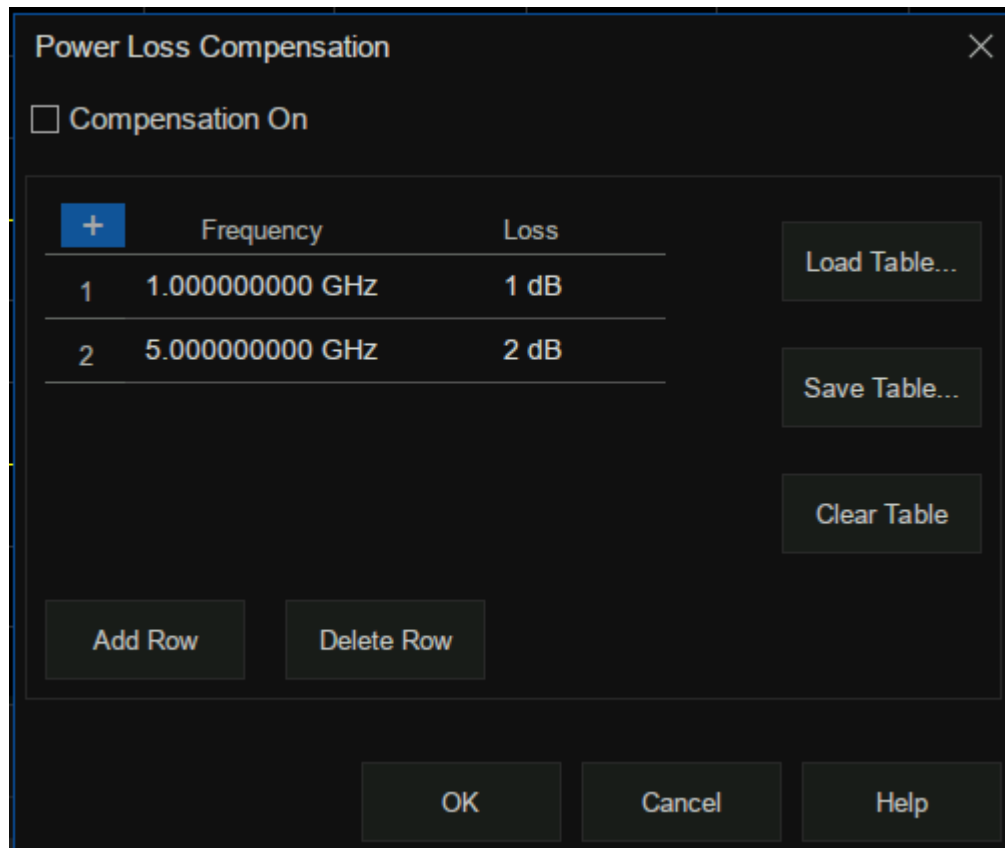 Power Loss Compensation
Compensation On
+ Frequency Loss
1 1.000000000 GHz 1 dB
2 5.000000000 GHz 2 dB
Load Table...
Save Table...
Clear Table
Add Row Delete Row
OK Cancel Help